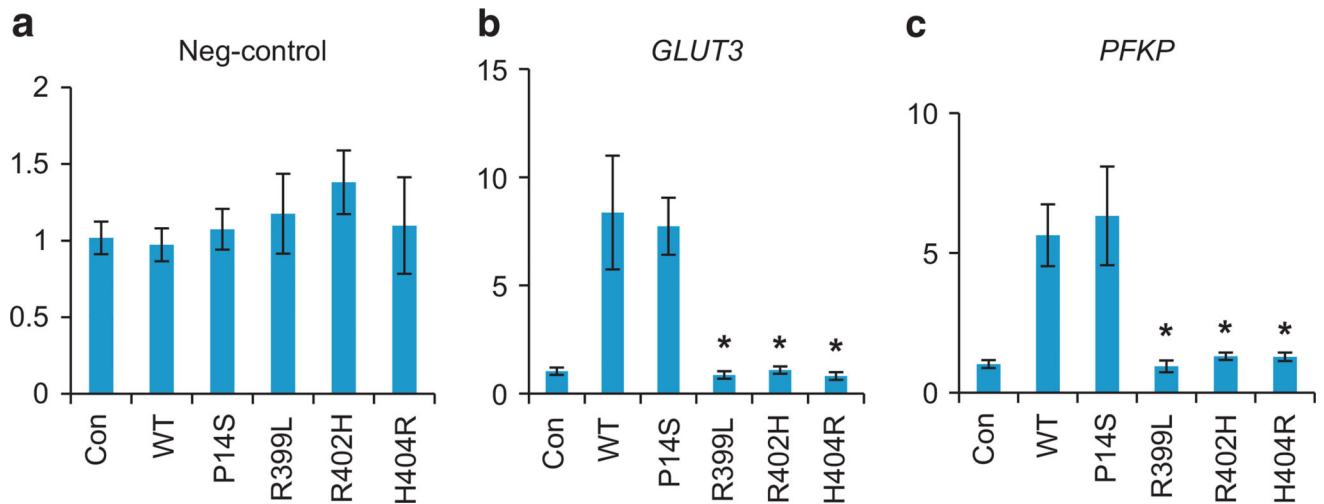 a
Neg-control
2
1.5
1
0.5
0
Con
WT
P14S
R399L
R402H
H404R
b
GLUT3
15
10
5
0
* * *
Con
WT
P14S
R399L
R402H
H404R
c
PFKP
10
5
0
* * *
Con
WT
P14S
R399L
R402H
H404R